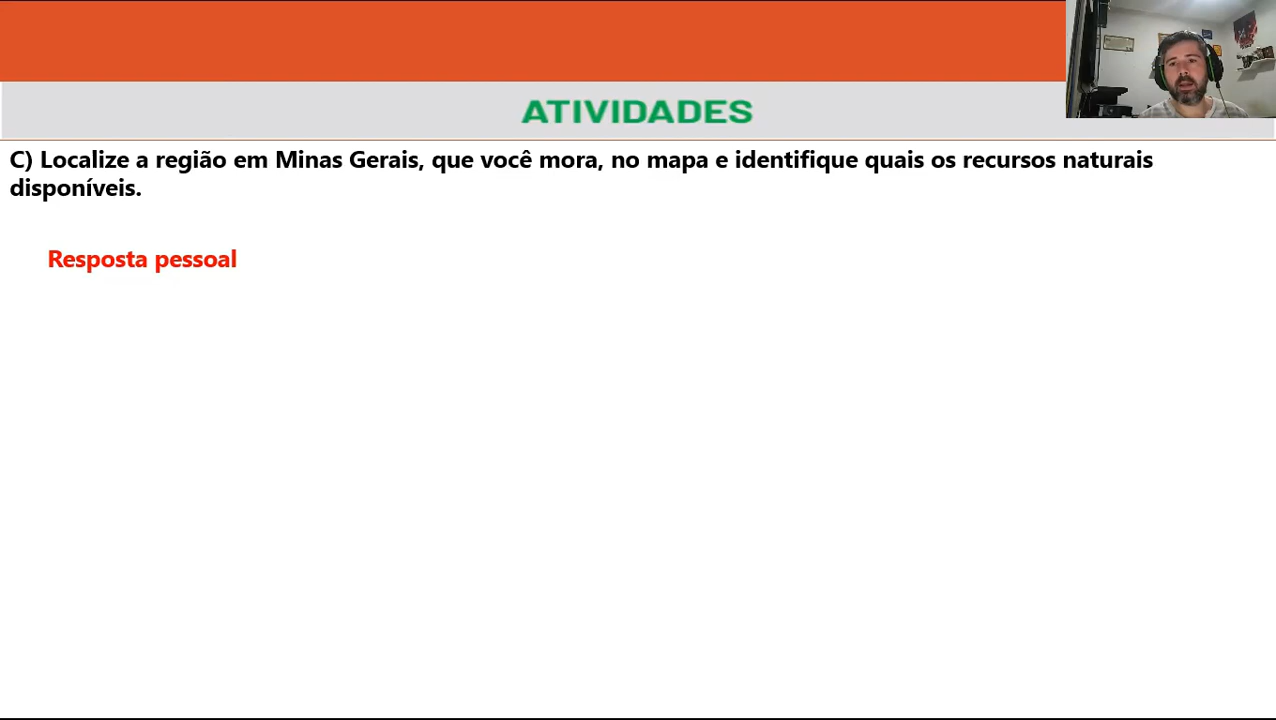 ATIVIDADES
C) Localize a região em Minas Gerais, que você mora, no mapa e identifique quais os recursos naturais
disponíveis.
Resposta pessoal